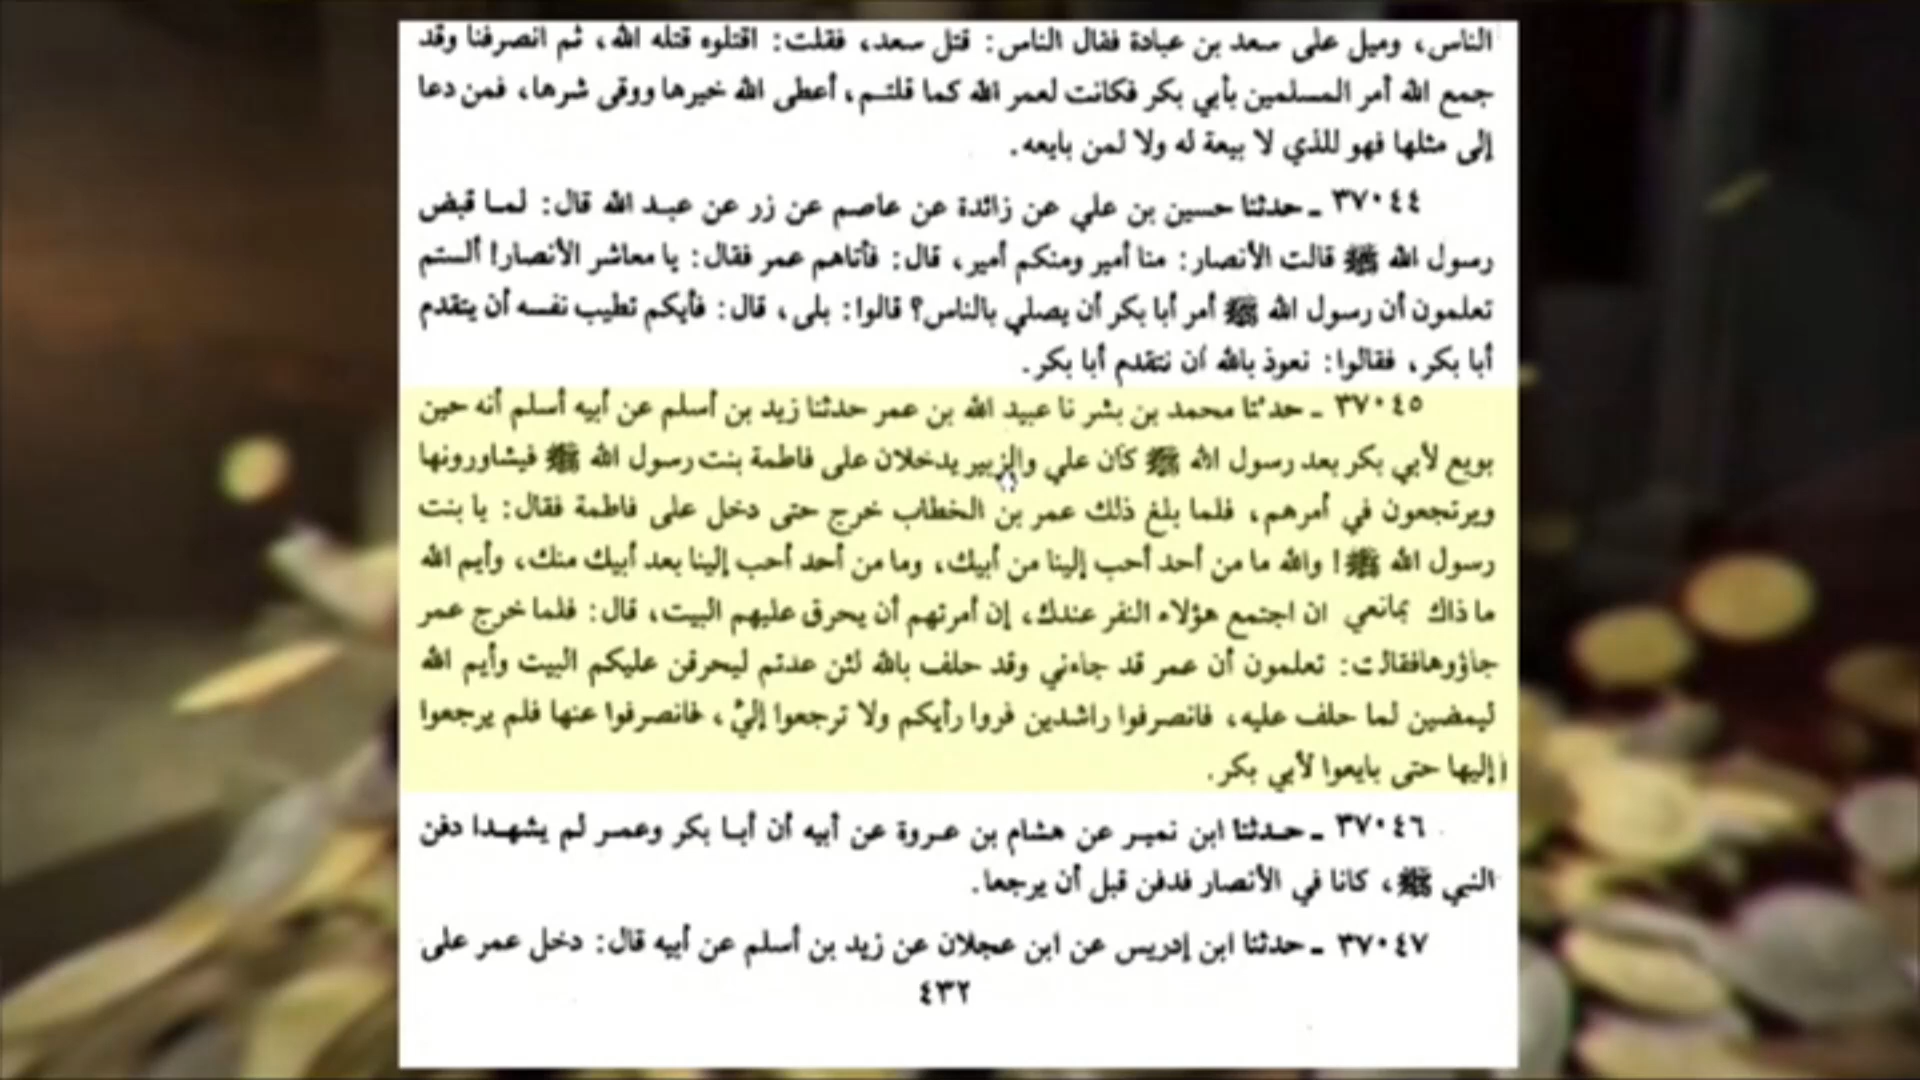 الناس، وميل على سعد بن عبادة فقال الناس: قتل سعد، فقلت: اقتلوه قتله الله، ثم انصرفنا وقد
جمع الله أمر المسلمين بأبي بكر فكانت لعمر الله كما قلتـم، أعطى الله خيرها ووقى شرها، فمن دعا
إلى مثلها فهو للذي لا بيعة له ولا لمن بايعه.
٣٧٠٤٤ ـ حدثنا حسين بن علي عن زائدة عن عاصم عن زر عن عبـد الله قال: لمـا قبض
رسول الله ﷺ قالت الأنصار: منا أمير ومنكم أمير، قال: فأتاهم عمر فقال: يا معاشر الأنصار! ألستم
تعلمون أن رسول الله ﷺ أمر أبا بكر أن يصلي بالناس؟ قالوا: بلى، قال: فأيكم تطيب نفسه أن يتقدم
أبا بكر، فقالوا: نعوذ بالله أن نتقدم أبا بكر.
٣٧٠٤٥ ـ حدثنا محمد بن بشر نا عبيد الله بن عمر حدثنا زيد بن أسلم عن أبيه أسلم أنه حين
بويع لأبي بكر بعد رسول الله ﷺ كان علي والزبير يدخلان على فاطمة بنت رسول الله ﷺ فيشاورونها
ويرتجعون في أمرهم، فلما بلغ ذلك عمر بن الخطاب خرج حتى دخل على فاطمة فقال: يا بنت
رسول الله ﷺ! والله ما من أحد أحب إلينا من أبيك، وما من أحد أحب إلينا بعد أبيك منك، وأيم الله
ما ذاك بمانعي ان اجتمع هؤلاء النفر عندك، إن أمرتهم أن يحرق عليهم البيت، قال: فلما خرج عمر
جاؤوها فقالت: تعلمون أن عمر قد جاءني وقد حلف بالله لئن عدتم ليحرقن عليكم البيت وأيم الله
ليمضين لما حلف عليه، فانصرفوا راشدين فروا رأيكم ولا ترجعوا إليّ، فانصرفوا عنها فلم يرجعوا
إليها حتى بايعوا لأبي بكر.
٣٧٠٤٦ ـ حـدثنا ابن نميـر عن هشام بن عـروة عن أبيه أن أبـا بكر وعمـر لم يشهـدا دفن
النبي ﷺ، كانا في الأنصار فدفن قبل أن يرجعا.
٣٧٠٤٧ ـ حدثنا ابن إدريس عن ابن عجلان عن زيد بن أسلم عن أبيه قال: دخل عمر على
٤٣٢